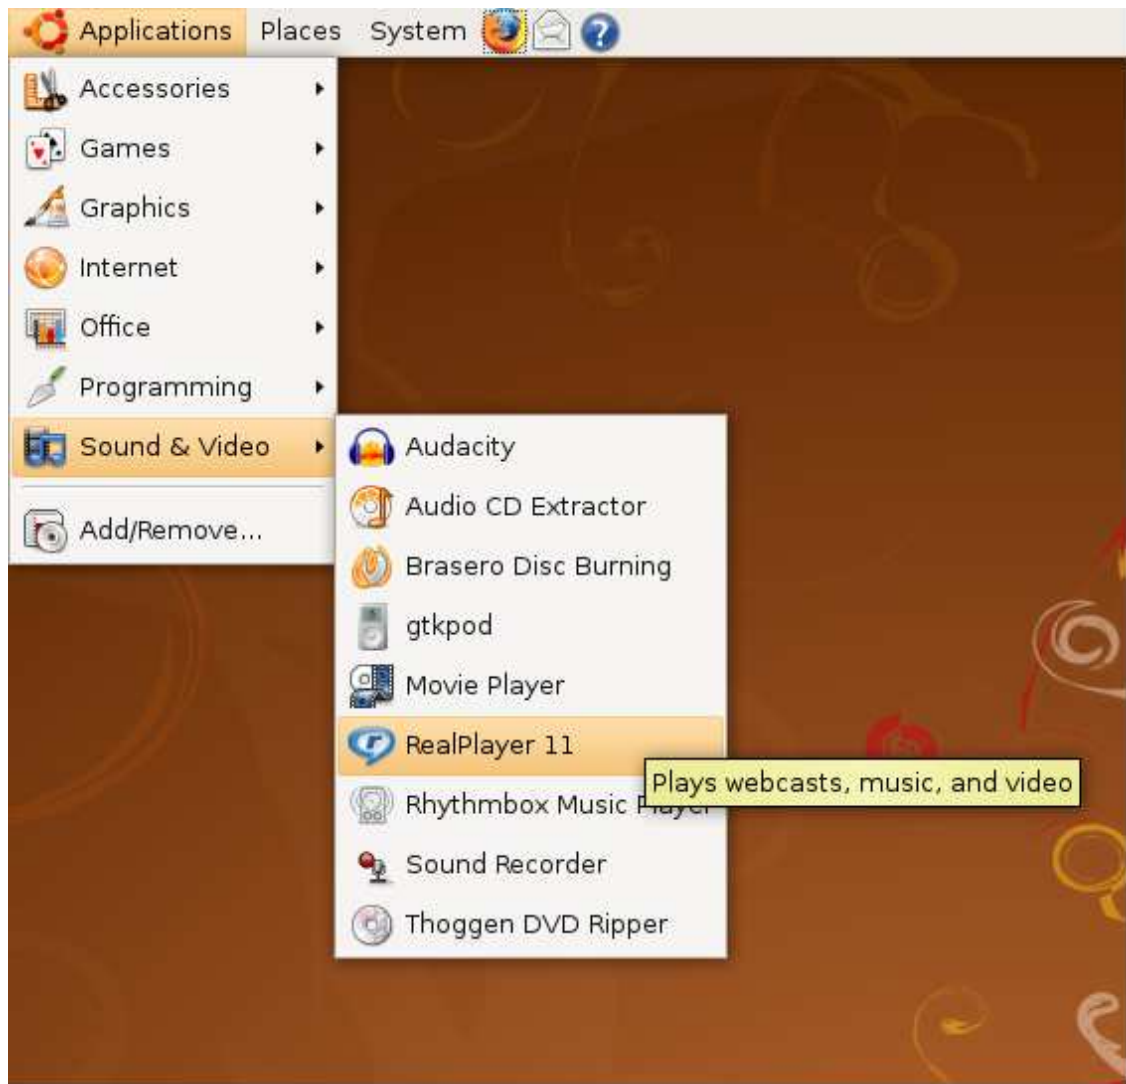 Applications Places System
Accessories
Games
Graphics
Internet
Office
Programming
Sound & Video
Add/Remove...
Audacity
Audio CD Extractor
Brasero Disc Burning
gtkpod
Movie Player
RealPlayer 11
Plays webcasts, music, and video
Rhythmbox Music Player
Sound Recorder
Thoggen DVD Ripper